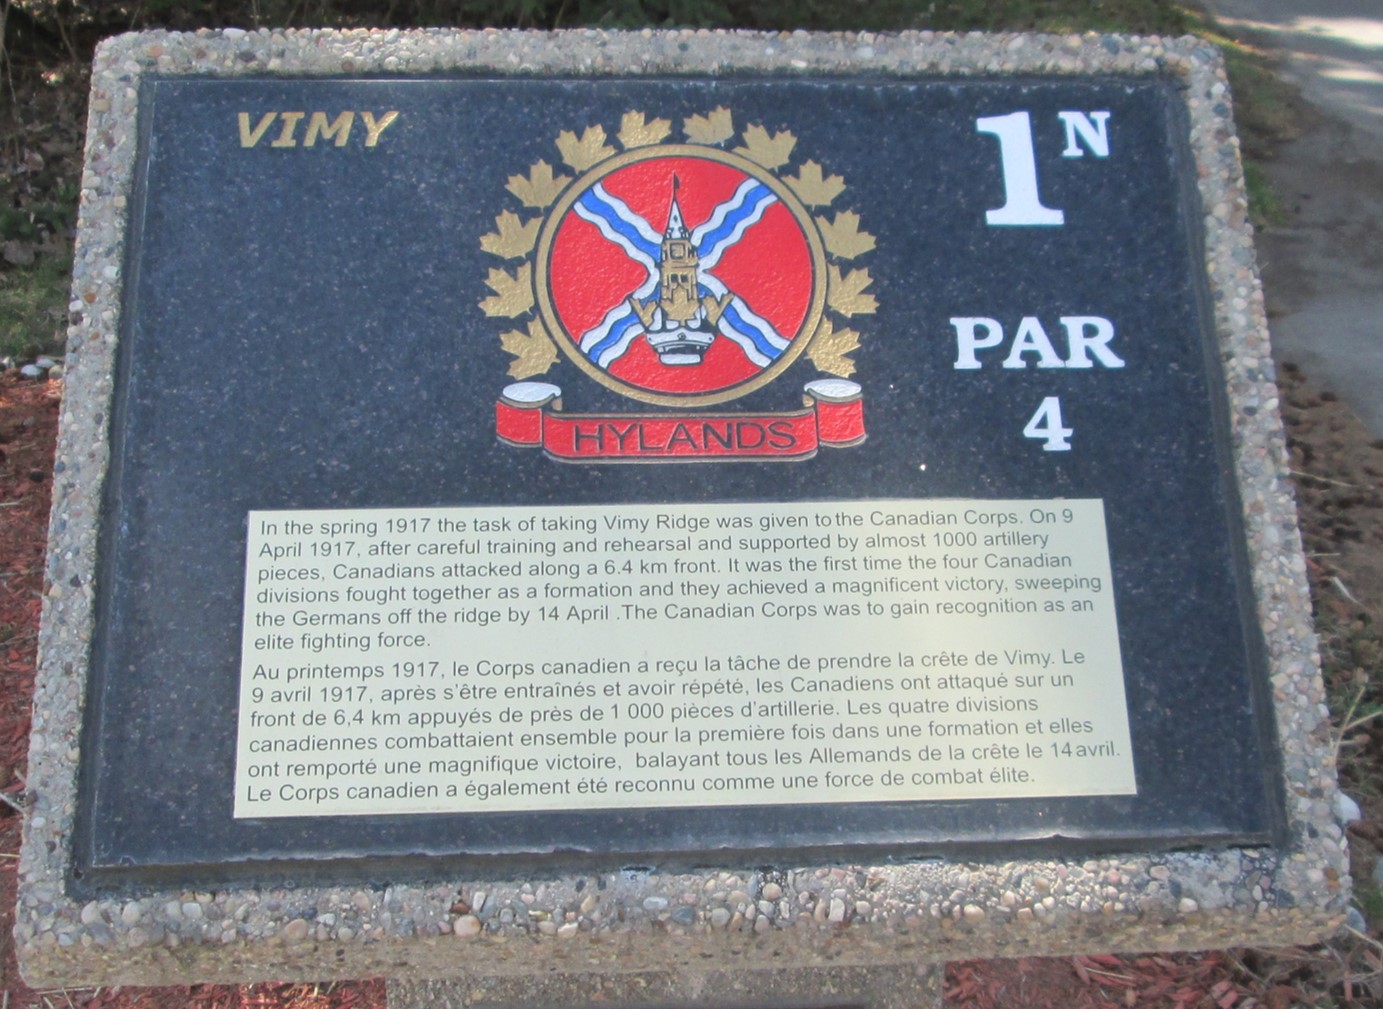 VIMY
1N
PAR
4
HYLANDS
In the spring 1917 the task of taking Vimy Ridge was given to the Canadian Corps. On 9
April 1917, after careful training and rehearsal and supported by almost 1000 artillery
pieces, Canadians attacked along a 6.4 km front. It was the first time the four Canadian
divisions fought together as a formation and they achieved a magnificent victory, sweeping
the Germans off the ridge by 14 April .The Canadian Corps was to gain recognition as an
elite fighting force.
Au printemps 1917, le Corps canadien a reçu la tâche de prendre la crête de Vimy. Le
9 avril 1917, après s'être entraînés et avoir répété, les Canadiens ont attaqué sur un
front de 6,4 km appuyés de près de 1 000 pièces d'artillerie. Les quatre divisions
canadiennes combattaient ensemble pour la première fois dans une formation et elles
ont remporté une magnifique victoire, balayant tous les Allemands de la crête le 14 avril.
Le Corps canadien a également été reconnu comme une force de combat élite.